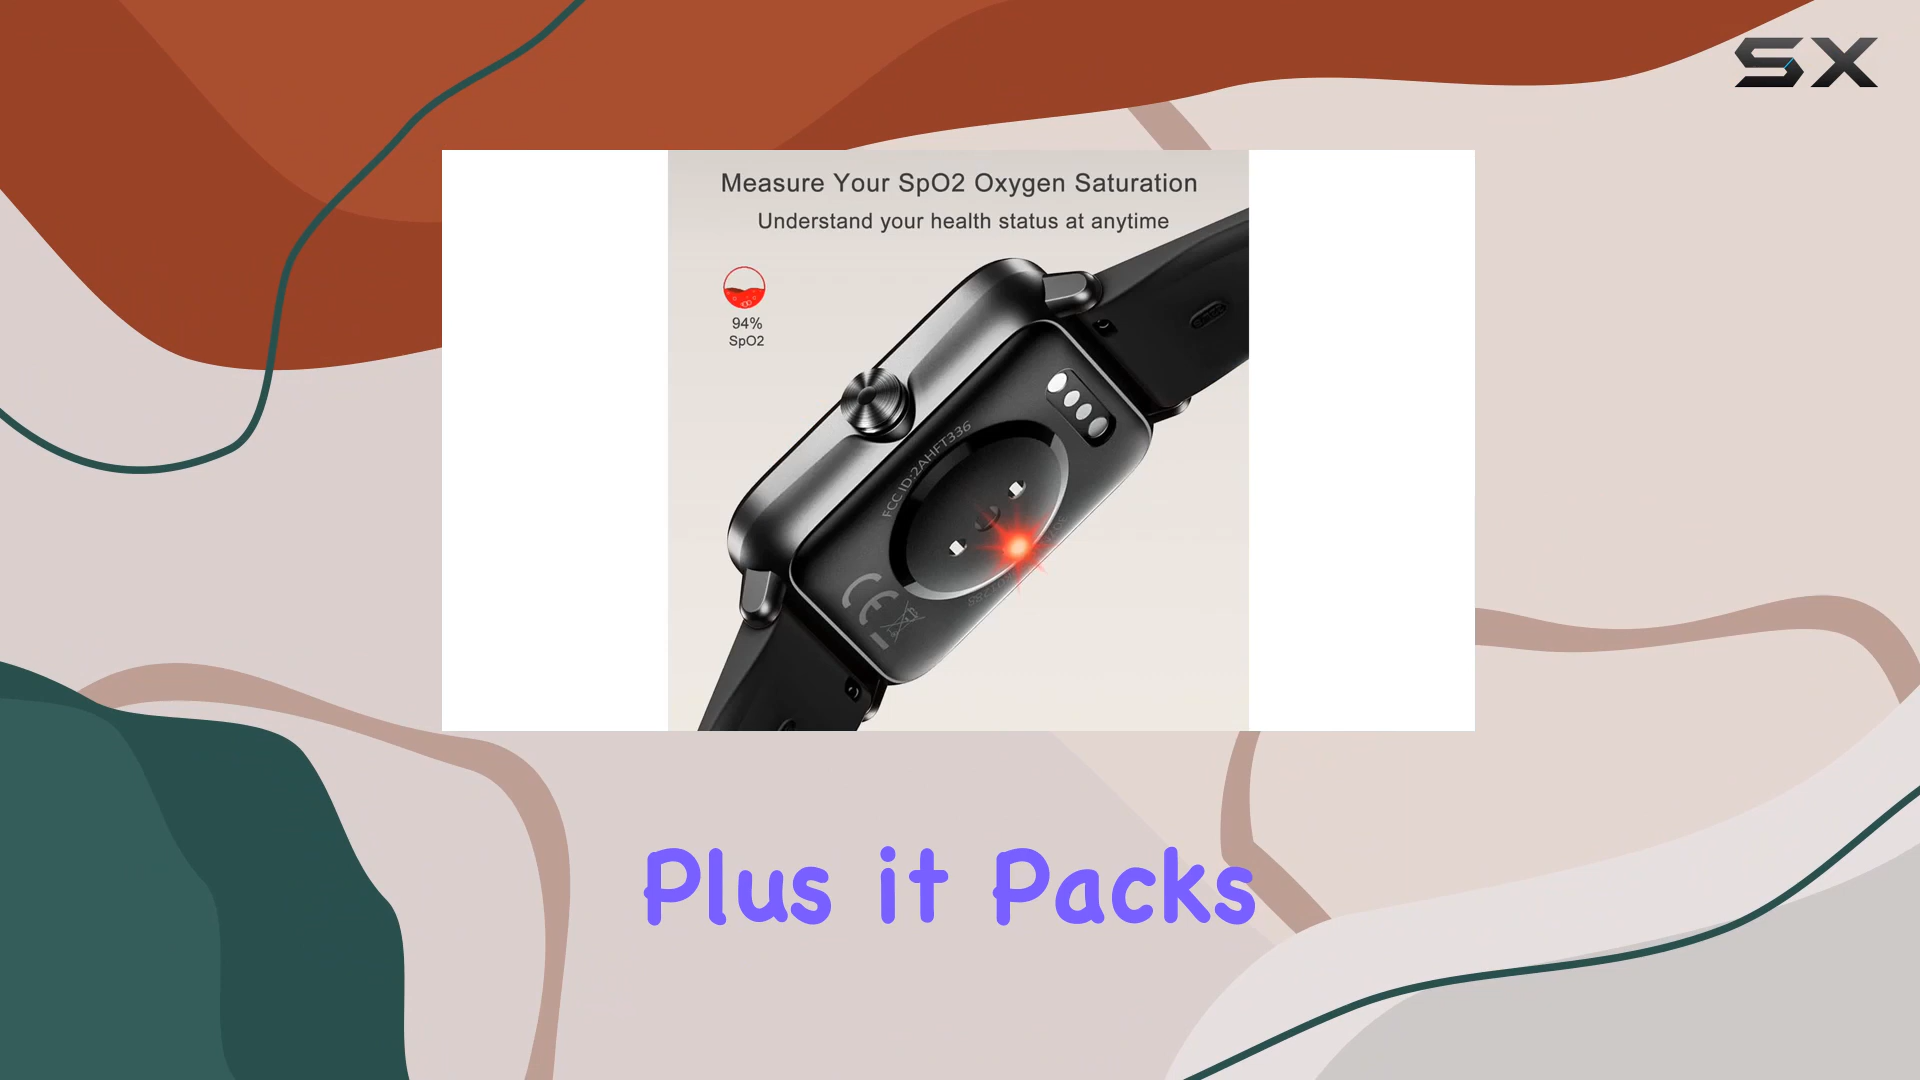 SX
Measure Your SpO2 Oxygen Saturation
Understand your health status at anytime
94%
SpO2
FCC ID:2AHFT336
CE
Plus it Packs